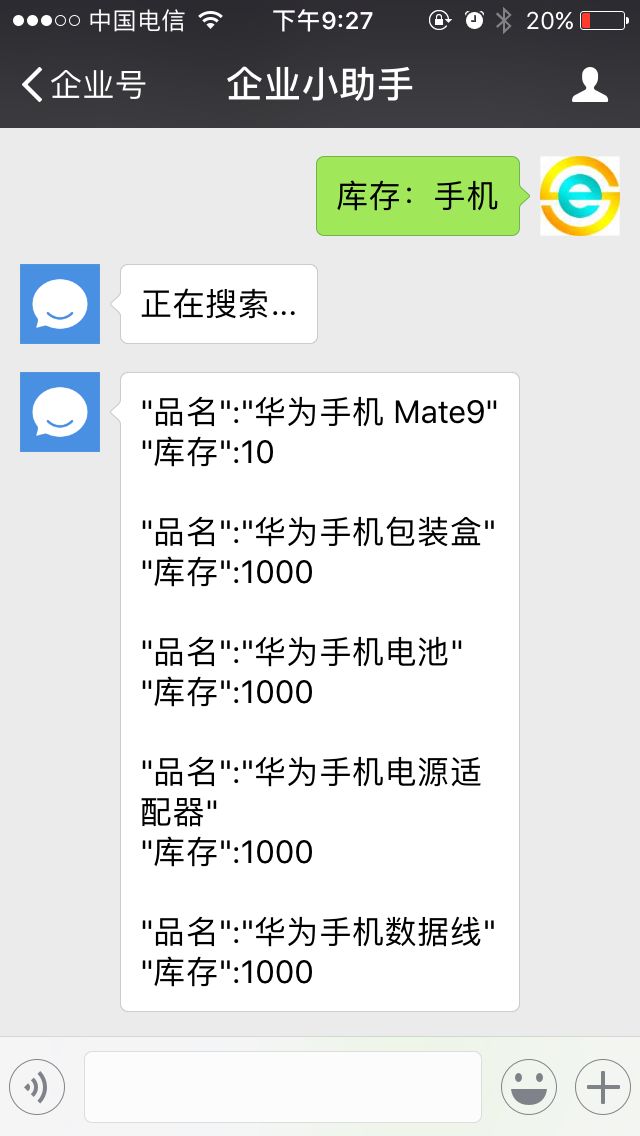 中国电信 下午9:27 20%
企业号 企业小助手
库存：手机
正在搜索...
"品名":"华为手机 Mate9"
"库存":10
"品名":"华为手机包装盒"
"库存":1000
"品名":"华为手机电池"
"库存":1000
"品名":"华为手机电源适
配器"
"库存":1000
"品名":"华为手机数据线"
"库存":1000